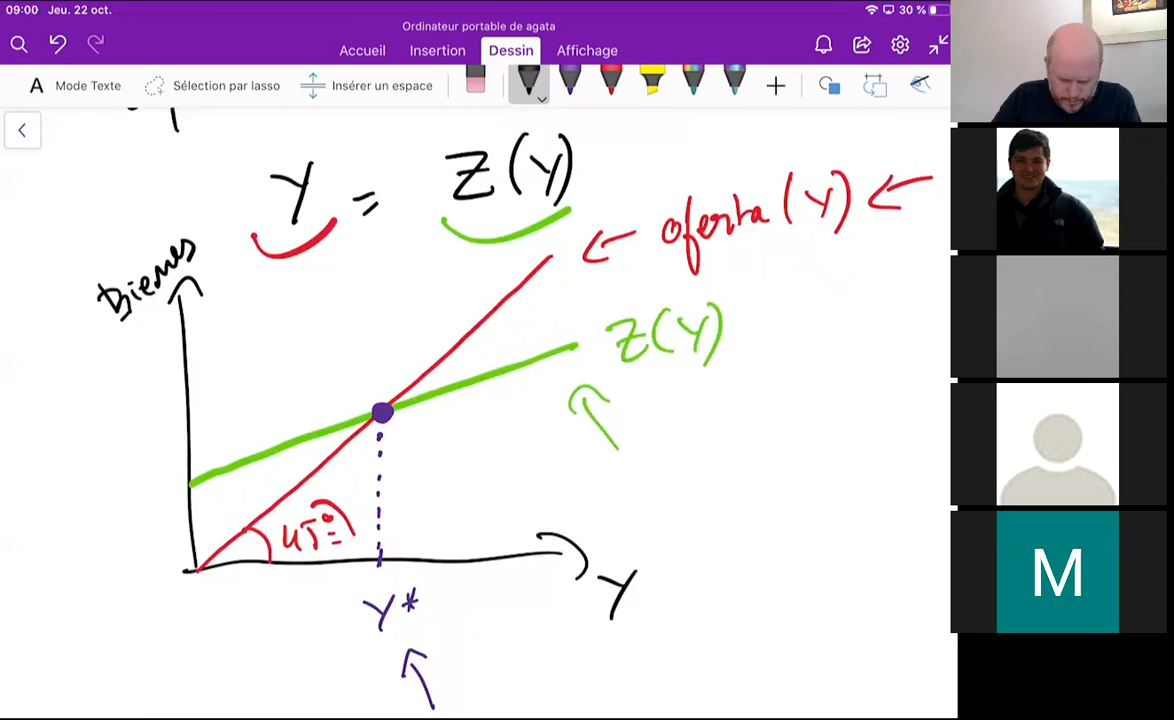 09:00 Jeu. 22 oct.
30 %
Ordinateur portable de agata
Accueil Insertion Dessin Affichage
A Mode Texte Sélection par lasso Insérer un espace
Y = Z(Y)
← oferta (Y) ←
Bienes
Z(Y)
45º
Y
Y*
M